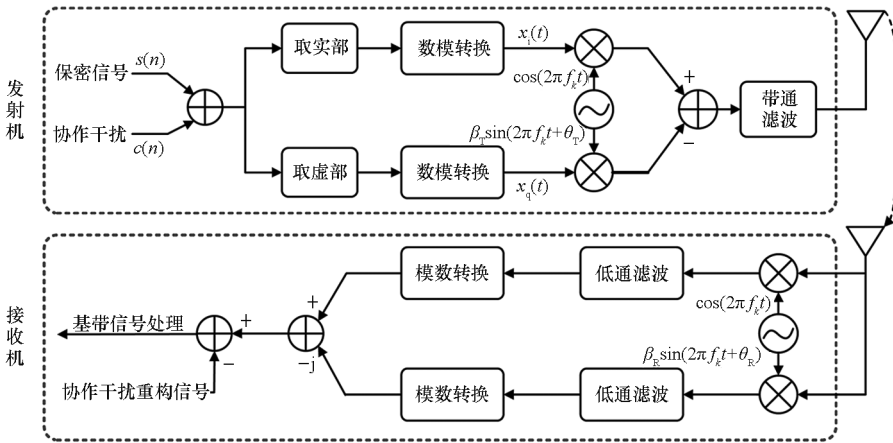 发射机
保密信号
s(n)
协作干扰
c(n)
取实部
数模转换
x_i(t)
cos(2πf_kt)
β_Tsin(2πf_kt+θ_T)
取虚部
数模转换
x_q(t)
+
−
带通
滤波
接收机
模数转换
低通滤波
cos(2πf_kt)
β_Rsin(2πf_kt+θ_R)
基带信号处理
+
+
−j
−
协作干扰重构信号
模数转换
低通滤波